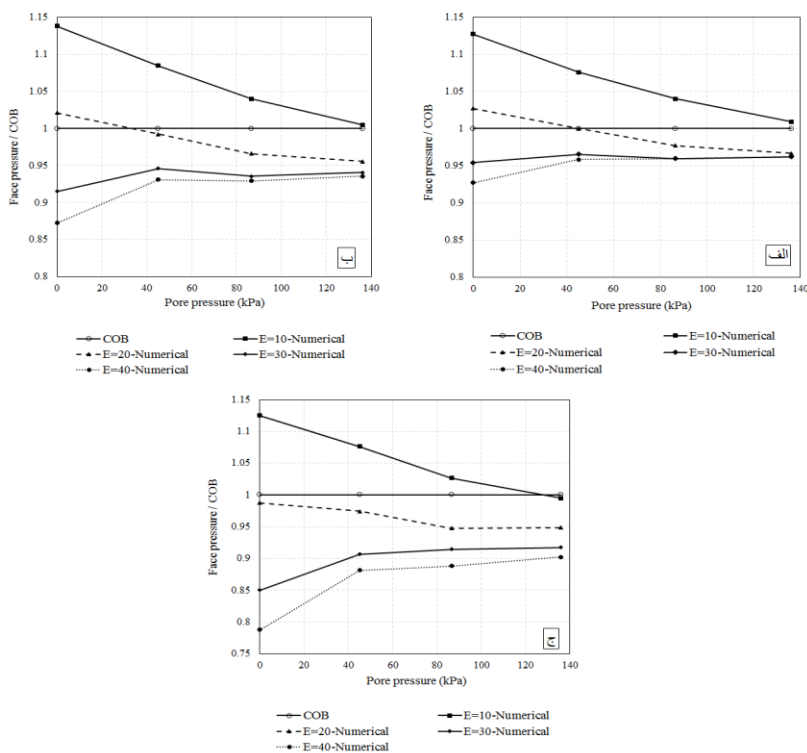 1.15
1.1
1.05
1
0.95
0.9
0.85
0.8
0 20 40 60 80 100 120 140
Face pressure / COB
Pore pressure (kPa)
ب
COB E=10-Numerical
E=20-Numerical E=30-Numerical
E=40-Numerical
1.15
1.1
1.05
1
0.95
0.9
0.85
0.8
0 20 40 60 80 100 120 140
Face pressure / COB
Pore pressure (kPa)
الف
COB E=10-Numerical
E=20-Numerical E=30-Numerical
E=40-Numerical
1.15
1.1
1.05
1
0.95
0.9
0.85
0.8
0.75
0 20 40 60 80 100 120 140
Face pressure / COB
Pore pressure (kPa)
ج
COB E=10-Numerical
E=20-Numerical E=30-Numerical
E=40-Numerical